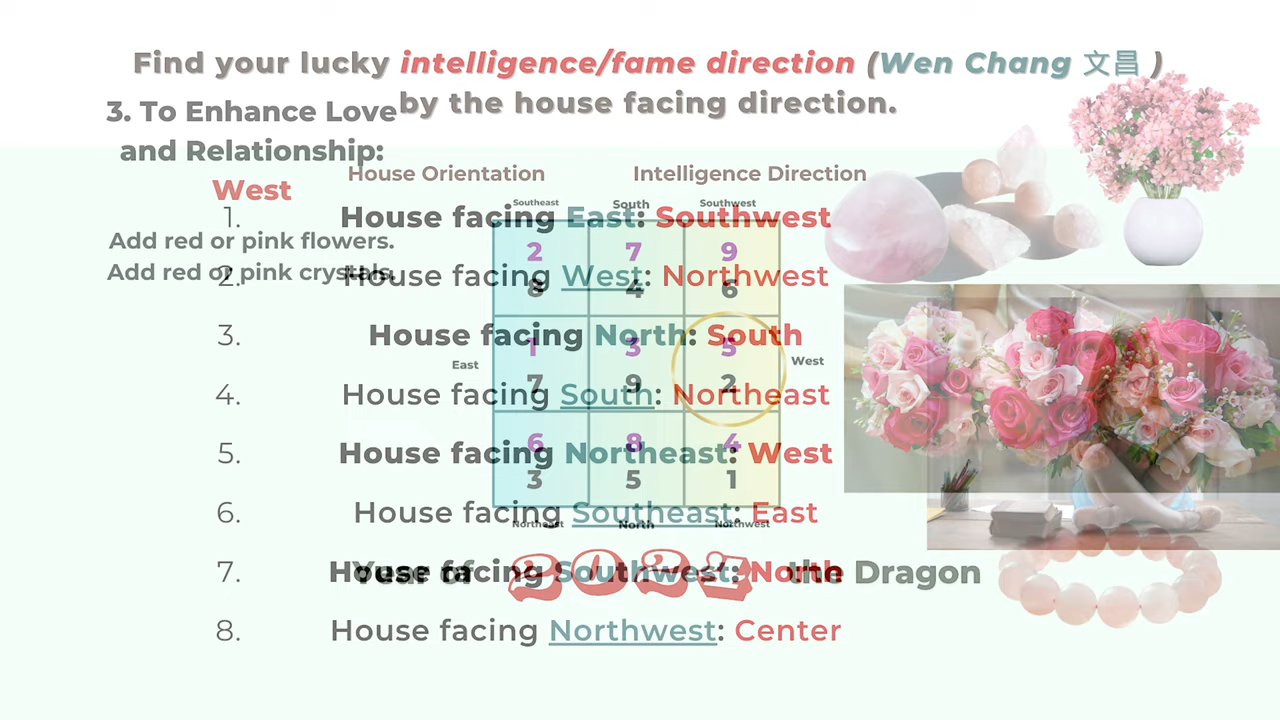 Find your lucky intelligence/fame direction (Wen Chang 文昌 )
by the house facing direction.
3. To Enhance Love
and Relationship:
West
Add red or pink flowers.
Add red or pink crystals.
House Orientation Intelligence Direction
1. House facing East: Southwest
2. House facing West: Northwest
3. House facing North: South
4. House facing South: Northeast
5. House facing Northeast: West
6. House facing Southeast: East
7. House facing Southwest: North
8. House facing Northwest: Center
Southeast South Southwest
2 7 9
8 4 6
East West
1 3 5
7 9 2
6 8 4
3 5 1
Northeast North Northwest
Year of 2024 the Dragon